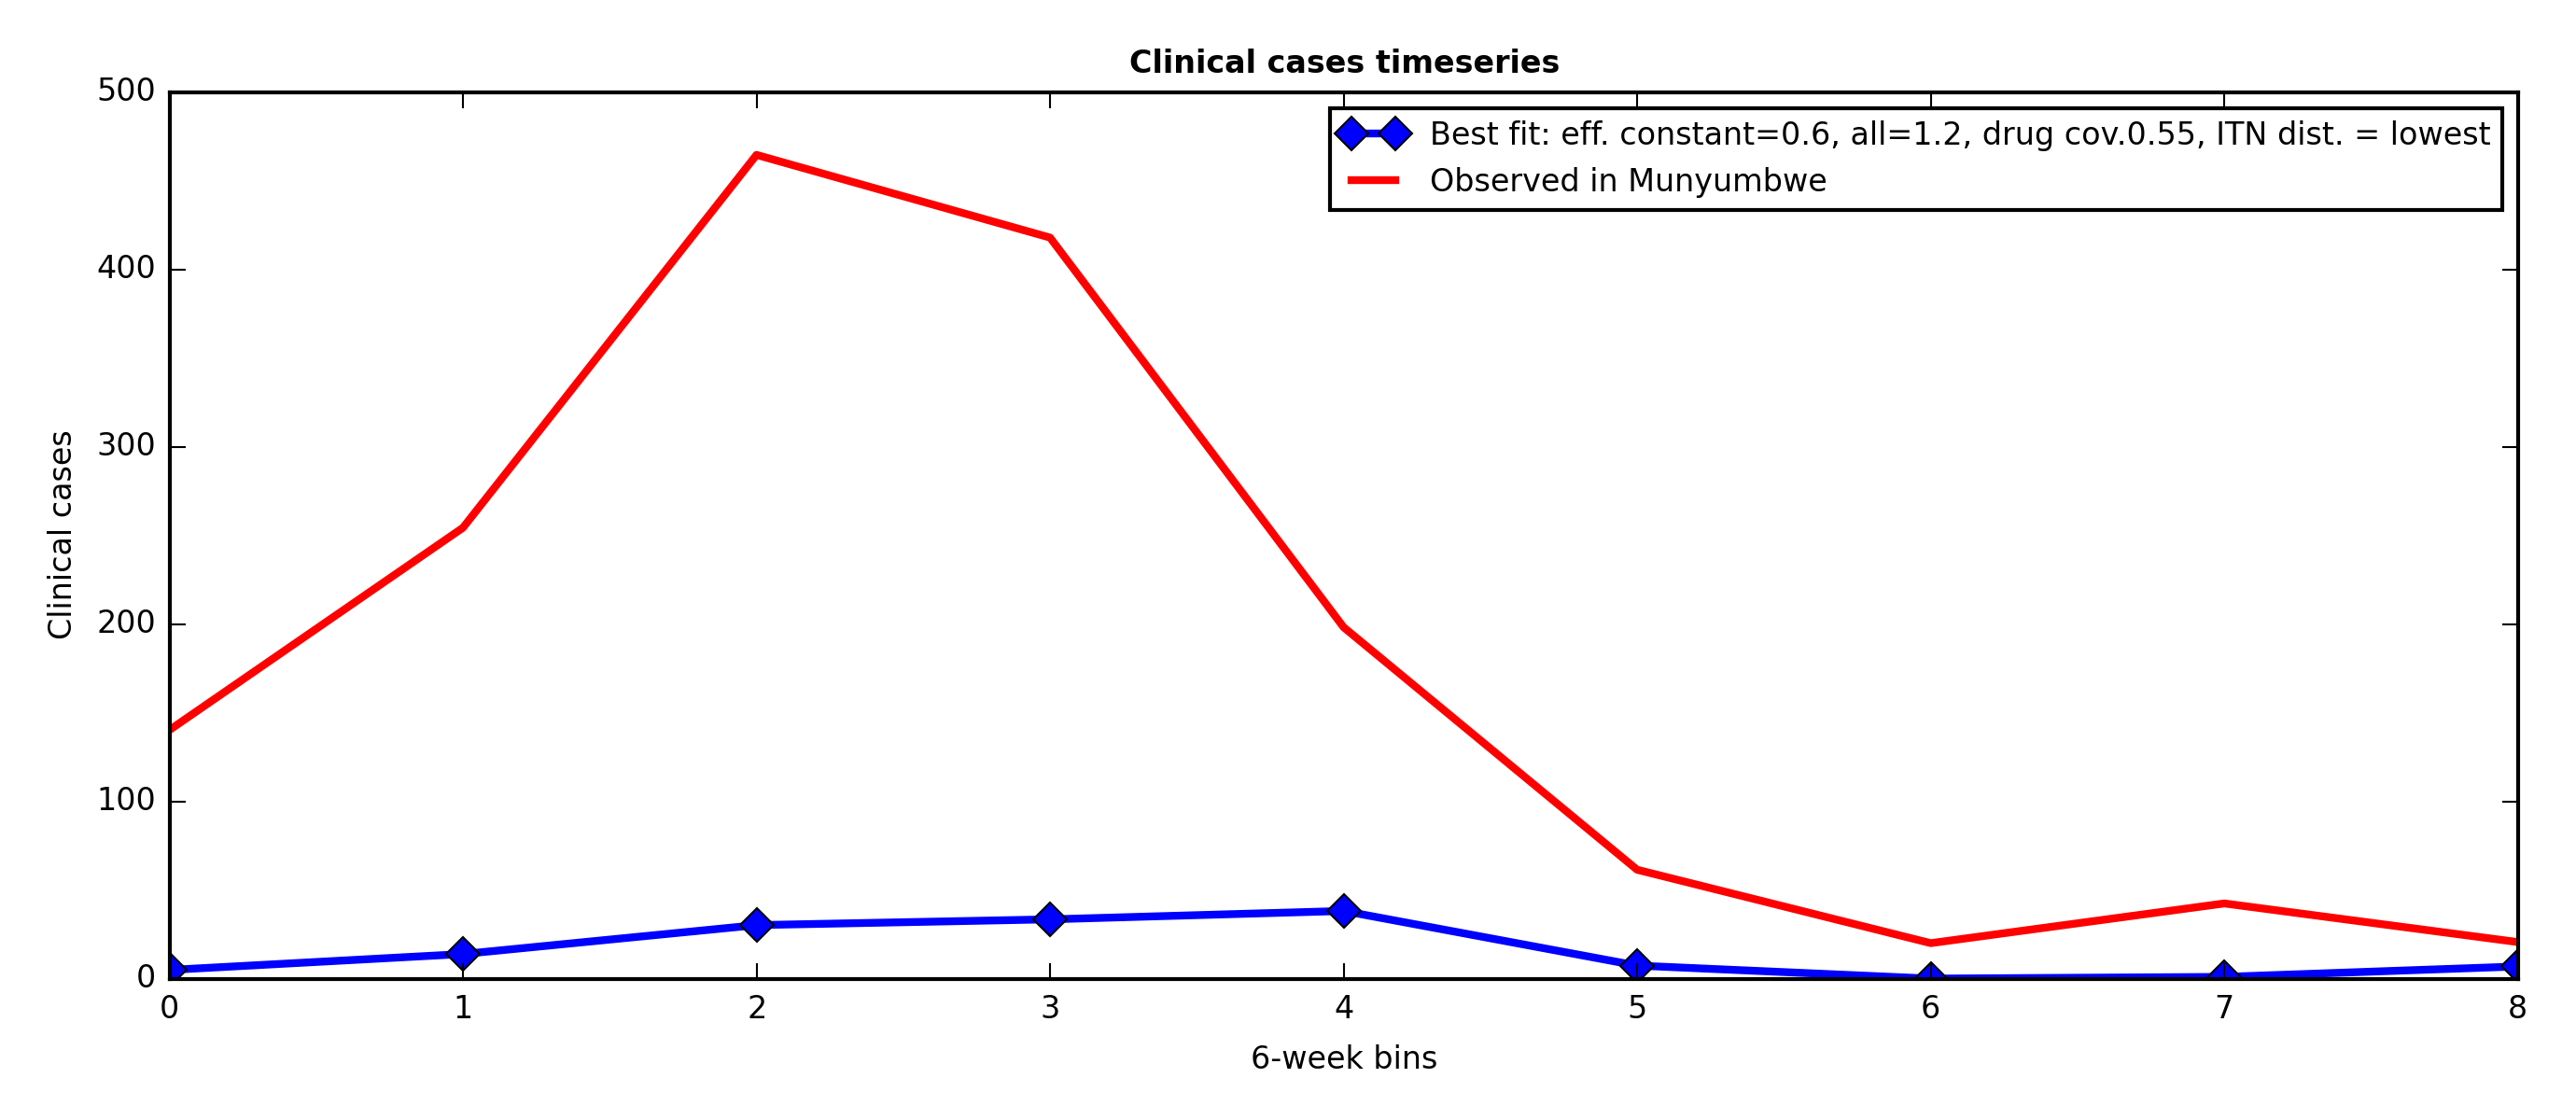 Clinical cases timeseries
500
400
300
200
100
0
Clinical cases
Best fit: eff. constant=0.6, all=1.2, drug cov.0.55, ITN dist. = lowest
Observed in Munyumbwe
0 1 2 3 4 5 6 7 8
6-week bins